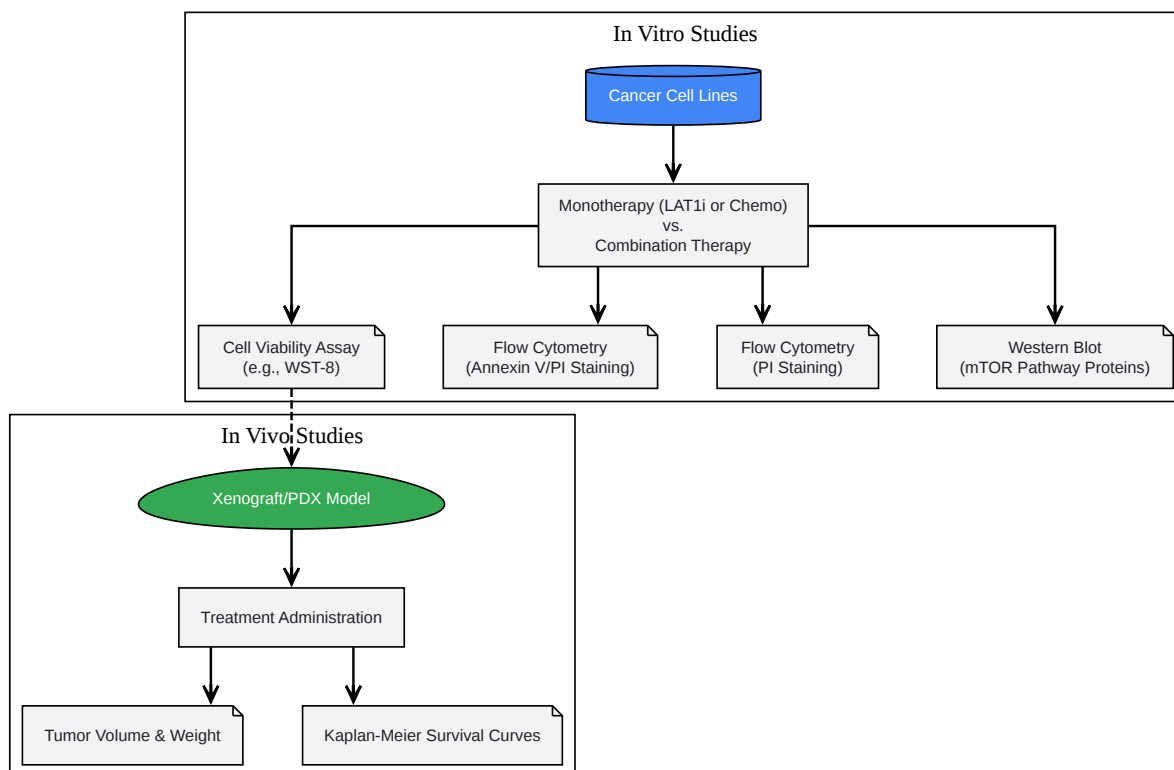 In Vitro Studies
Cancer Cell Lines
Monotherapy (LAT1i or Chemo)
vs.
Combination Therapy
Cell Viability Assay
(e.g., WST-8)
Flow Cytometry
(Annexin V/PI Staining)
Flow Cytometry
(PI Staining)
Western Blot
(mTOR Pathway Proteins)
In Vivo Studies
Xenograft/PDX Model
Treatment Administration
Tumor Volume & Weight
Kaplan-Meier Survival Curves